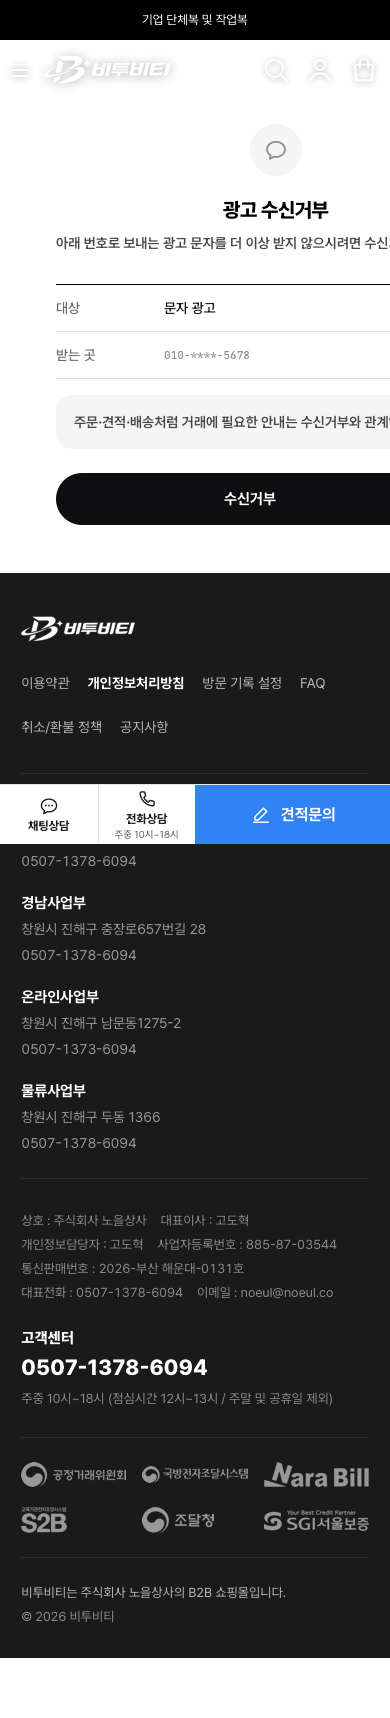 기업 단체복 및 작업복
비투비티
광고 수신거부
아래 번호로 보내는 광고 문자를 더 이상 받지 않으시려면 수신
대상 문자 광고
받는 곳 010-****-5678
주문·견적·배송처럼 거래에 필요한 안내는 수신거부와 관계
수신거부
비투비티
이용약관 개인정보처리방침 방문 기록 설정 FAQ
취소/환불 정책 공지사항
채팅상담
전화상담
주중 10시~18시
견적문의
0507-1378-6094
경남사업부
창원시 진해구 충장로657번길 28
0507-1378-6094
온라인사업부
창원시 진해구 남문동1275-2
0507-1373-6094
물류사업부
창원시 진해구 두동 1366
0507-1378-6094
상호 : 주식회사 노을상사 대표이사 : 고도혁
개인정보담당자 : 고도혁 사업자등록번호 : 885-87-03544
통신판매번호 : 2026-부산 해운대-0131호
대표전화 : 0507-1378-6094 이메일 : noeul@noeul.co
고객센터
0507-1378-6094
주중 10시~18시 (점심시간 12시~13시 / 주말 및 공휴일 제외)
공정거래위원회 국방전자조달시스템 Nara Bill
S2B 조달청 Your Best Credit Partner
SGI서울보증
비투비티는 주식회사 노을상사의 B2B 쇼핑몰입니다.
© 2026 비투비티